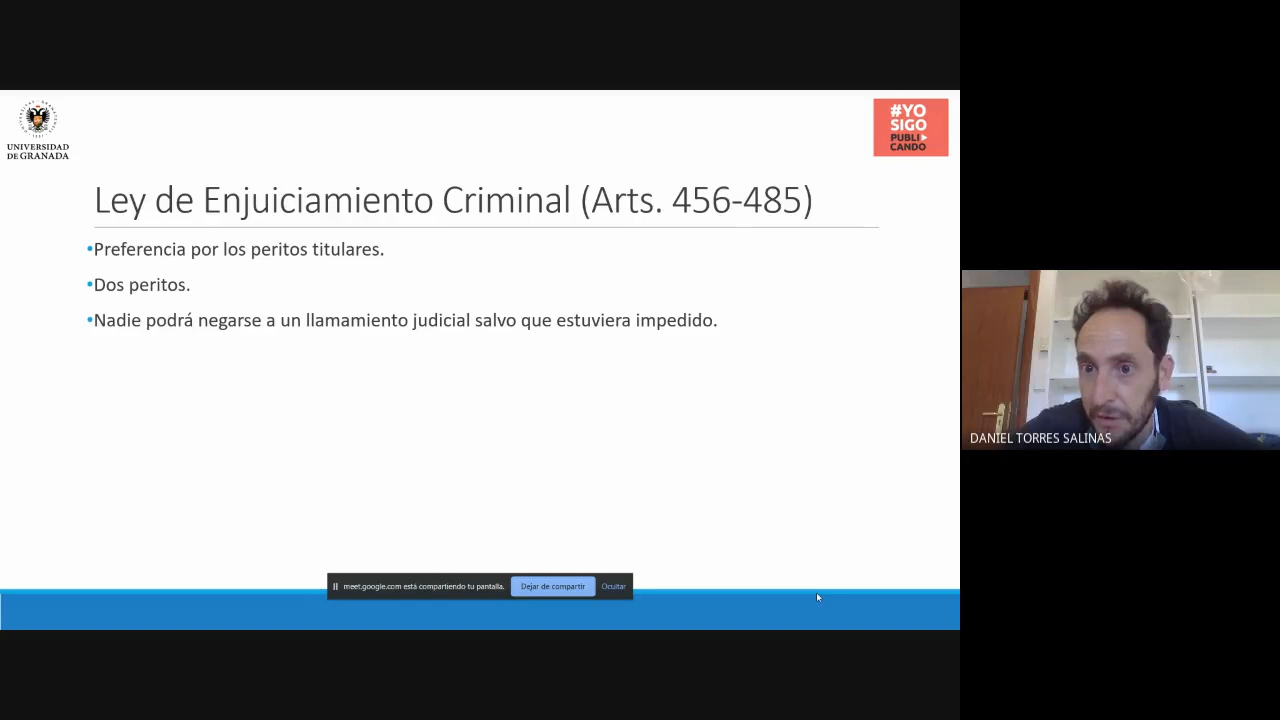 UNIVERSIDAD
DE GRANADA
#YO
SIGO
PUBLI
CANDO
Ley de Enjuiciamiento Criminal (Arts. 456-485)
•Preferencia por los peritos titulares.
•Dos peritos.
•Nadie podrá negarse a un llamamiento judicial salvo que estuviera impedido.
DANIEL TORRES SALINAS
meet.google.com está compartiendo tu pantalla. Dejar de compartir Ocultar